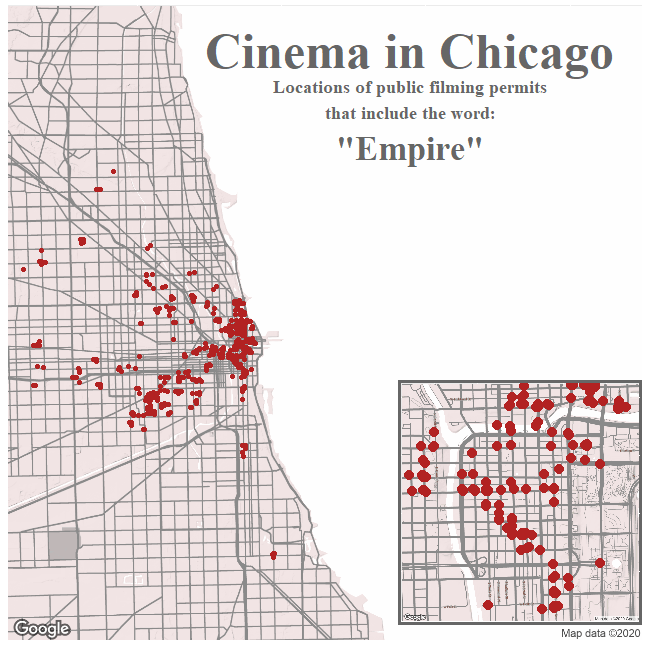 Cinema in Chicago
Locations of public filming permits
that include the word:
"Empire"
Google
Map data ©2020